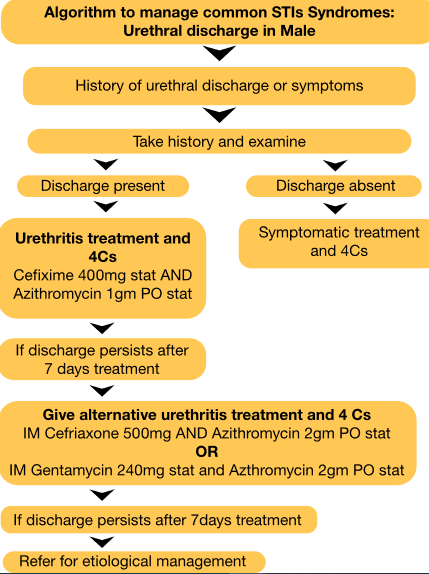 Algorithm to manage common STIs Syndromes:
Urethral discharge in Male
History of urethral discharge or symptoms
Take history and examine
Discharge present
Discharge absent
Urethritis treatment and
4Cs
Cefixime 400mg stat AND
Azithromycin 1gm PO stat
Symptomatic treatment
and 4Cs
If discharge persists after
7 days treatment
Give alternative urethritis treatment and 4 Cs
IM Cefriaxone 500mg AND Azithromycin 2gm PO stat
OR
IM Gentamycin 240mg stat and Azthromycin 2gm PO stat
If discharge persists after 7days treatment
Refer for etiological management